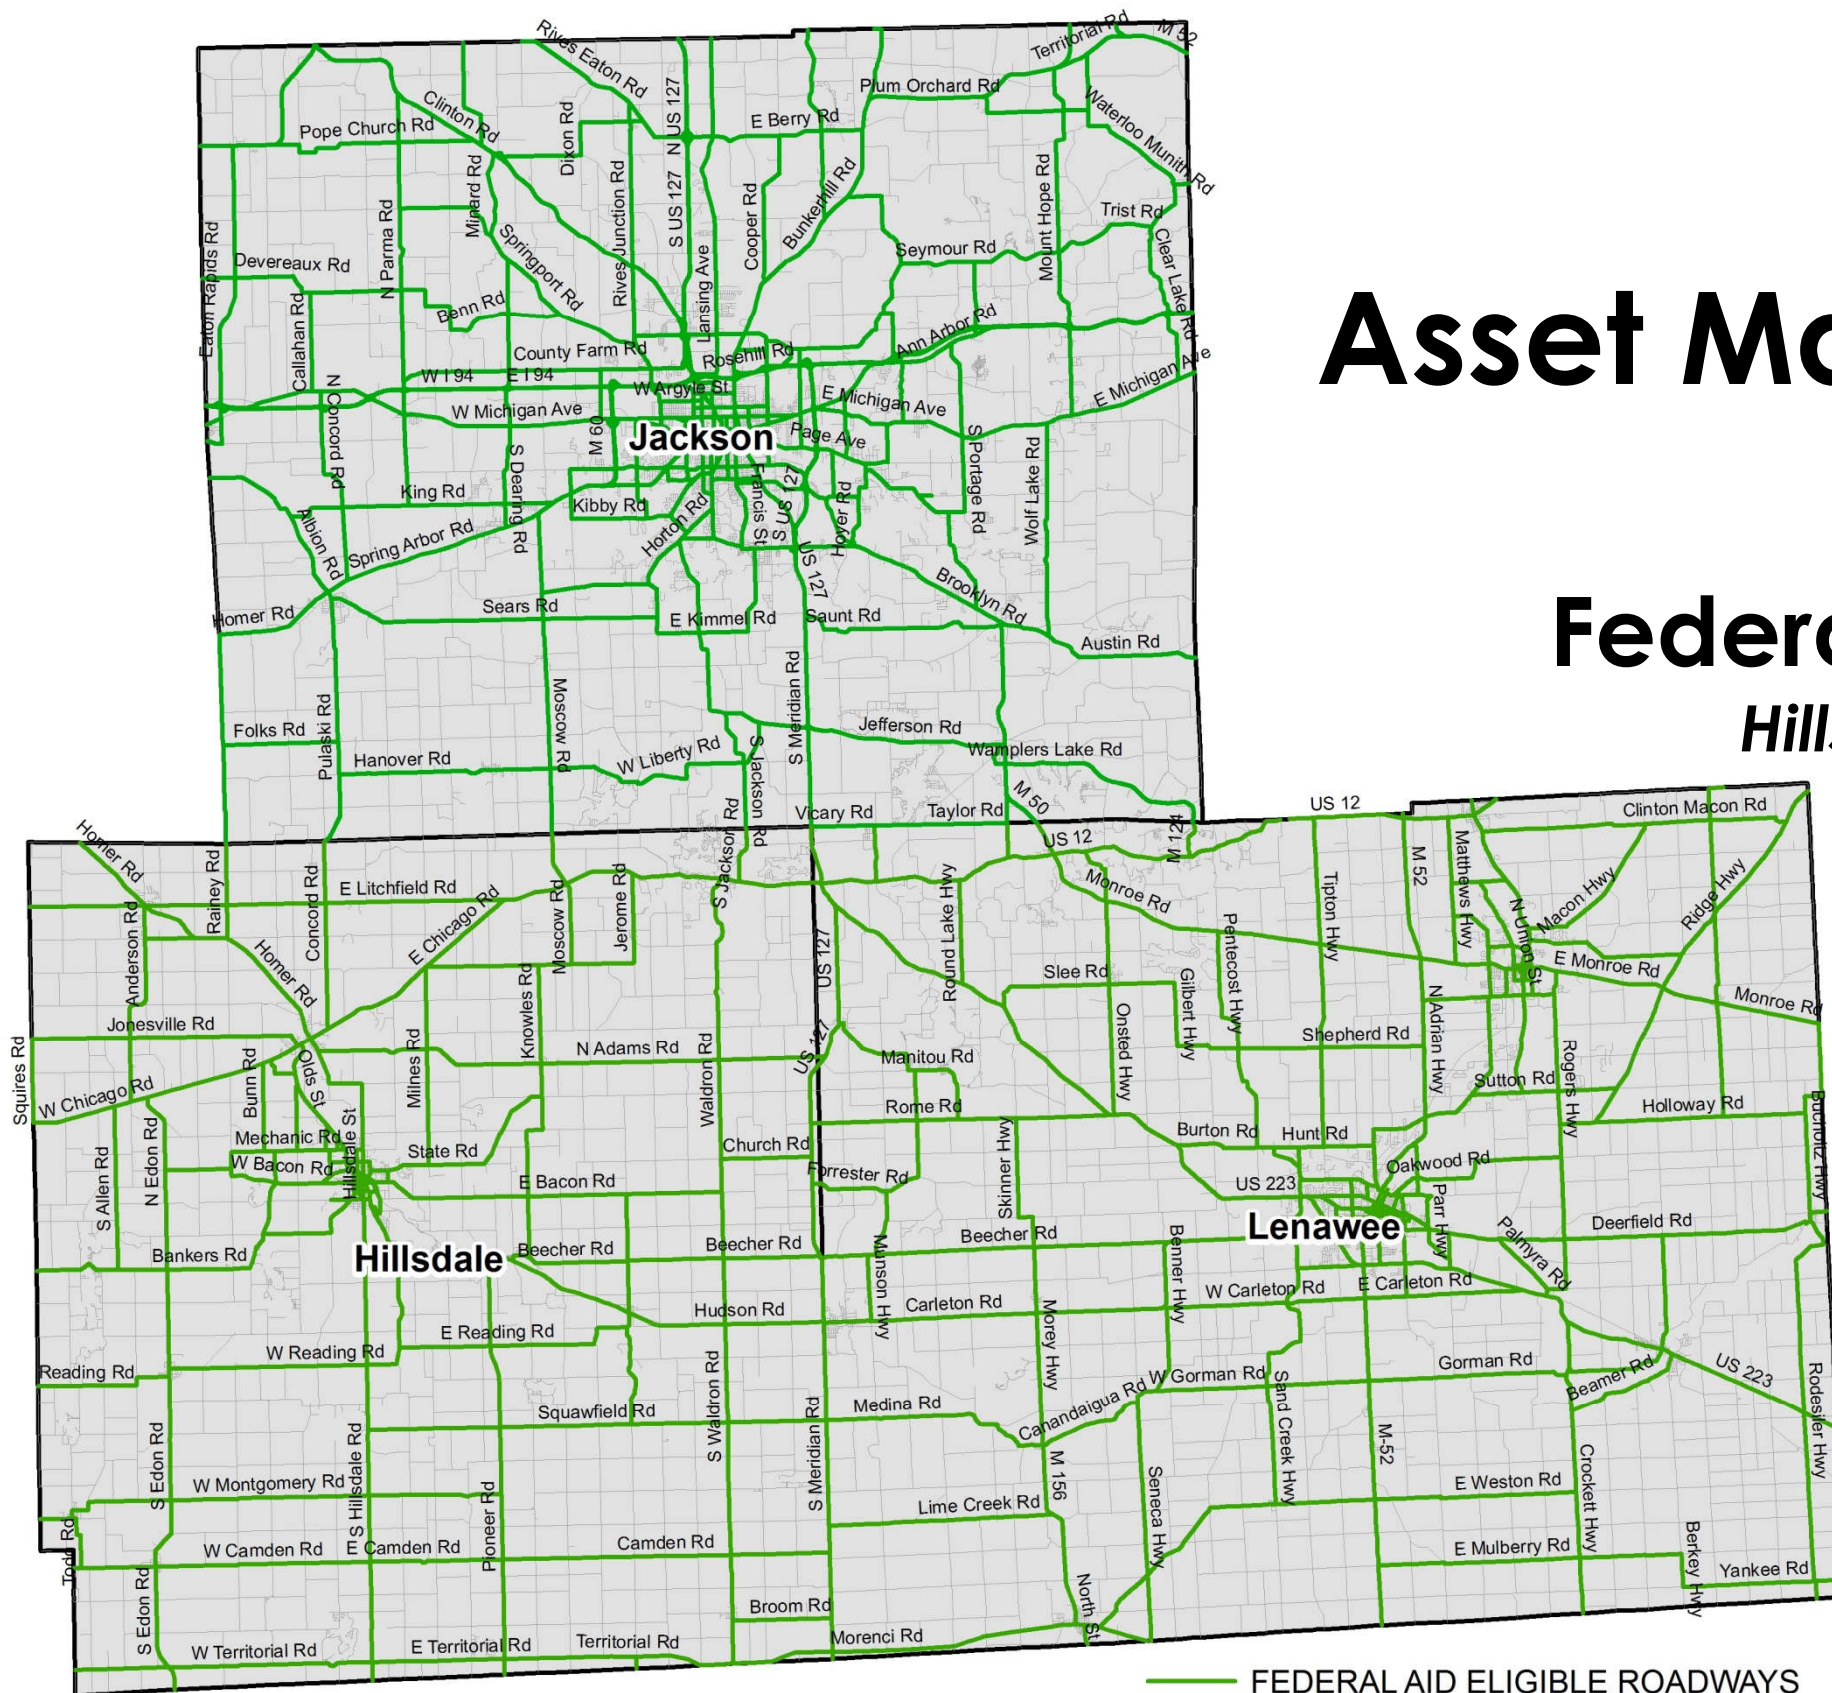 Rives Eaton Rd
Territorial Rd
M 52
Plum Orchard Rd
Clinton Rd
Pope Church Rd
Dixon Rd
N US 127
E Berry Rd
Waterloo Munith Rd
Minard Rd
Rives Junction Rd
S US 127
Cooper Rd
Bunkerhill Rd
Mount Hope Rd
Trist Rd
Eaton Rapids Rd
Devereaux Rd
N Parma Rd
Springport Rd
Lansing Ave
Seymour Rd
Clear Lake Rd
Callahan Rd
Benn Rd
County Farm Rd
Rosehill Rd
Ann Arbor Rd
E Michigan Ave
W I 94
E I 94
W Argyle St
E Michigan Ave
N Concord Rd
W Michigan Ave
M 60
Jackson
Page Ave
S Dearing Rd
S Portage Rd
Wolf Lake Rd
King Rd
Kibby Rd
Horton Rd
Francis St
S US 127
Hoyer Rd
Albion Rd
Spring Arbor Rd
US 127
Brooklyn Rd
Homer Rd
Sears Rd
E Kimmel Rd
Saunt Rd
Austin Rd
Folks Rd
Pulaski Rd
Hanover Rd
Moscow Rd
W Liberty Rd
S Jackson Rd
S Meridian Rd
Jefferson Rd
Wamplers Lake Rd
M 50
Vicary Rd
Taylor Rd
Asset Ma
Federa
Hills
US 12
Clinton Macon Rd
Homer Rd
Rainey Rd
Concord Rd
E Litchfield Rd
E Chicago Rd
Moscow Rd
Jerome Rd
S Jackson Rd
US 12
M 124
Monroe Rd
Round Lake Hwy
Tipton Hwy
M 52
Matthews Hwy
N Union St
Macon Hwy
Ridge Hwy
Anderson Rd
Homer Rd
Knowles Rd
US 127
Slee Rd
Gilbert Hwy
Pentecost Hwy
E Monroe Rd
Monroe Rd
Jonesville Rd
Squires Rd
W Chicago Rd
Bunn Rd
Olds St
Milnes Rd
N Adams Rd
Waldron Rd
US 127
Manitou Rd
Onsted Hwy
Shepherd Rd
N Adrian Hwy
Sutton Rd
Rogers Hwy
Holloway Rd
Bucholtz Hwy
Rome Rd
Mechanic Rd
Hillsdale St
State Rd
Church Rd
Skinner Hwy
Burton Rd
Hunt Rd
S Allen Rd
N Edon Rd
W Bacon Rd
E Bacon Rd
Forrester Rd
US 223
Oakwood Rd
Parr Hwy
Palmyra Rd
Deerfield Rd
Lenawee
Bankers Rd
Hillsdale
Beecher Rd
Beecher Rd
Munson Hwy
Beecher Rd
Benner Hwy
W Carleton Rd
E Carleton Rd
Hudson Rd
Carleton Rd
Morey Hwy
E Reading Rd
W Reading Rd
Reading Rd
W Gorman Rd
Gorman Rd
Beamer Rd
US 223
Rodesiler Hwy
Squawfield Rd
S Waldron Rd
Medina Rd
Canandaigua Rd
Sand Creek Hwy
S Edon Rd
S Hillsdale Rd
Pioneer Rd
S Meridian Rd
M 156
M-52
Crockett Hwy
W Montgomery Rd
Lime Creek Rd
Seneca Hwy
E Weston Rd
Todd Rd
W Camden Rd
E Camden Rd
Camden Rd
E Mulberry Rd
Berkey Hwy
Yankee Rd
S Edon Rd
Broom Rd
North St
W Territorial Rd
E Territorial Rd
Territorial Rd
Morenci Rd
FEDERAL AID ELIGIBLE ROADWAYS